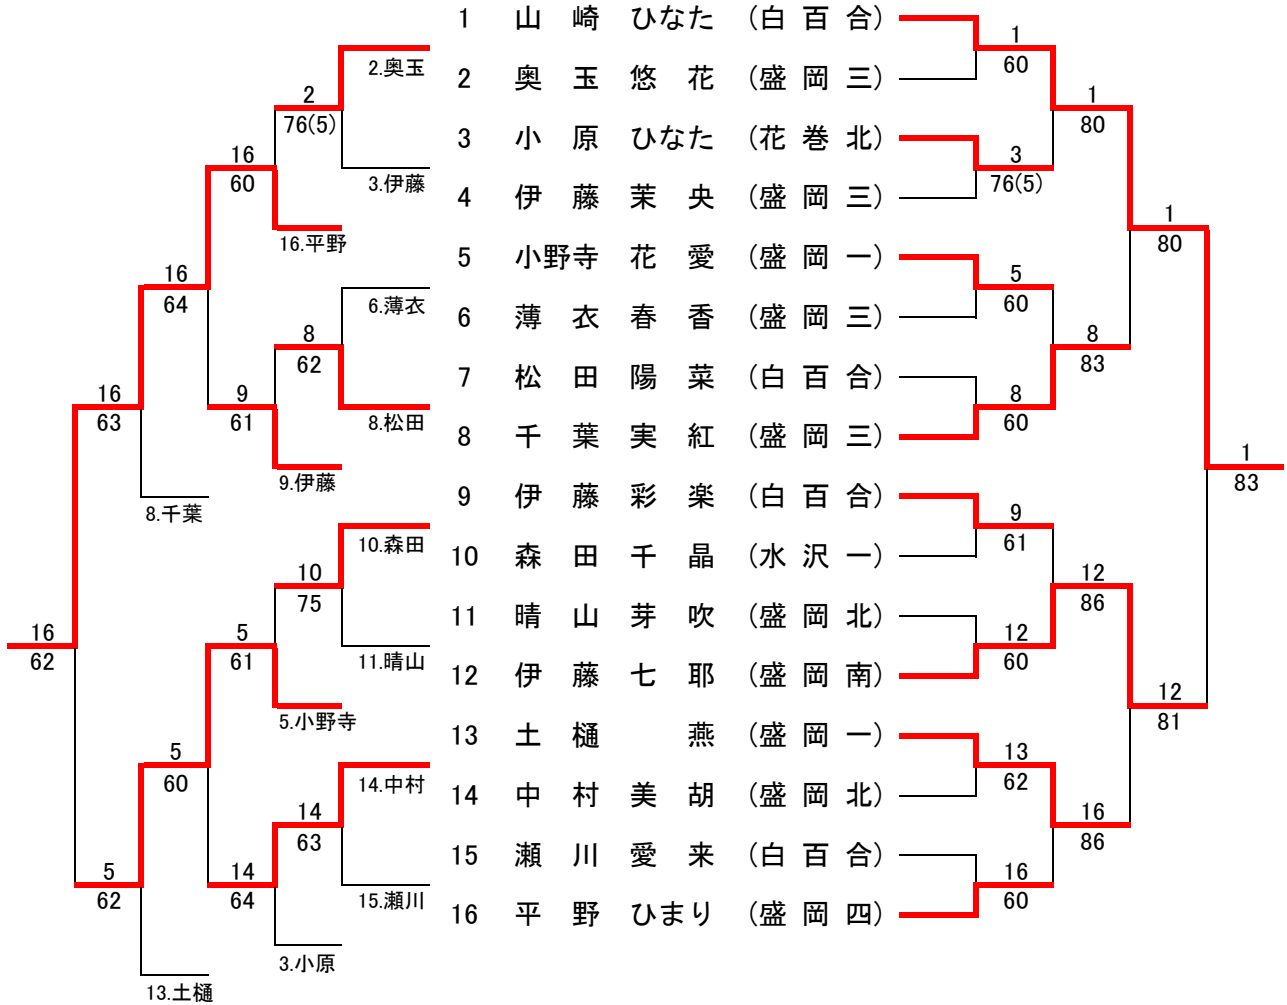 1 山 崎 ひなた （白 百 合）
2 奥 玉 悠 花 （盛 岡 三）
3 小 原 ひなた （花 巻 北）
4 伊 藤 茉 央 （盛 岡 三）
5 小野寺 花 愛 （盛 岡 一）
6 薄 衣 春 香 （盛 岡 三）
7 松 田 陽 菜 （白 百 合）
8 千 葉 実 紅 （盛 岡 三）
9 伊 藤 彩 楽 （白 百 合）
10 森 田 千 晶 （水 沢 一）
11 晴 山 芽 吹 （盛 岡 北）
12 伊 藤 七 耶 （盛 岡 南）
13 土 樋 燕 （盛 岡 一）
14 中 村 美 胡 （盛 岡 北）
15 瀬 川 愛 来 （白 百 合）
16 平 野 ひまり （盛 岡 四）
2.奥玉
3.伊藤
6.薄衣
8.松田
10.森田
11.晴山
14.中村
15.瀬川
2
76(5)
8
62
10
75
14
63
16.平野
9.伊藤
5.小野寺
3.小原
16
60
9
61
5
61
14
64
16
64
5
60
8.千葉
13.土樋
16
63
5
62
16
62
1
60
3
76(5)
5
60
8
60
9
61
12
60
13
62
16
60
1
80
8
83
12
86
16
86
1
80
12
81
1
83